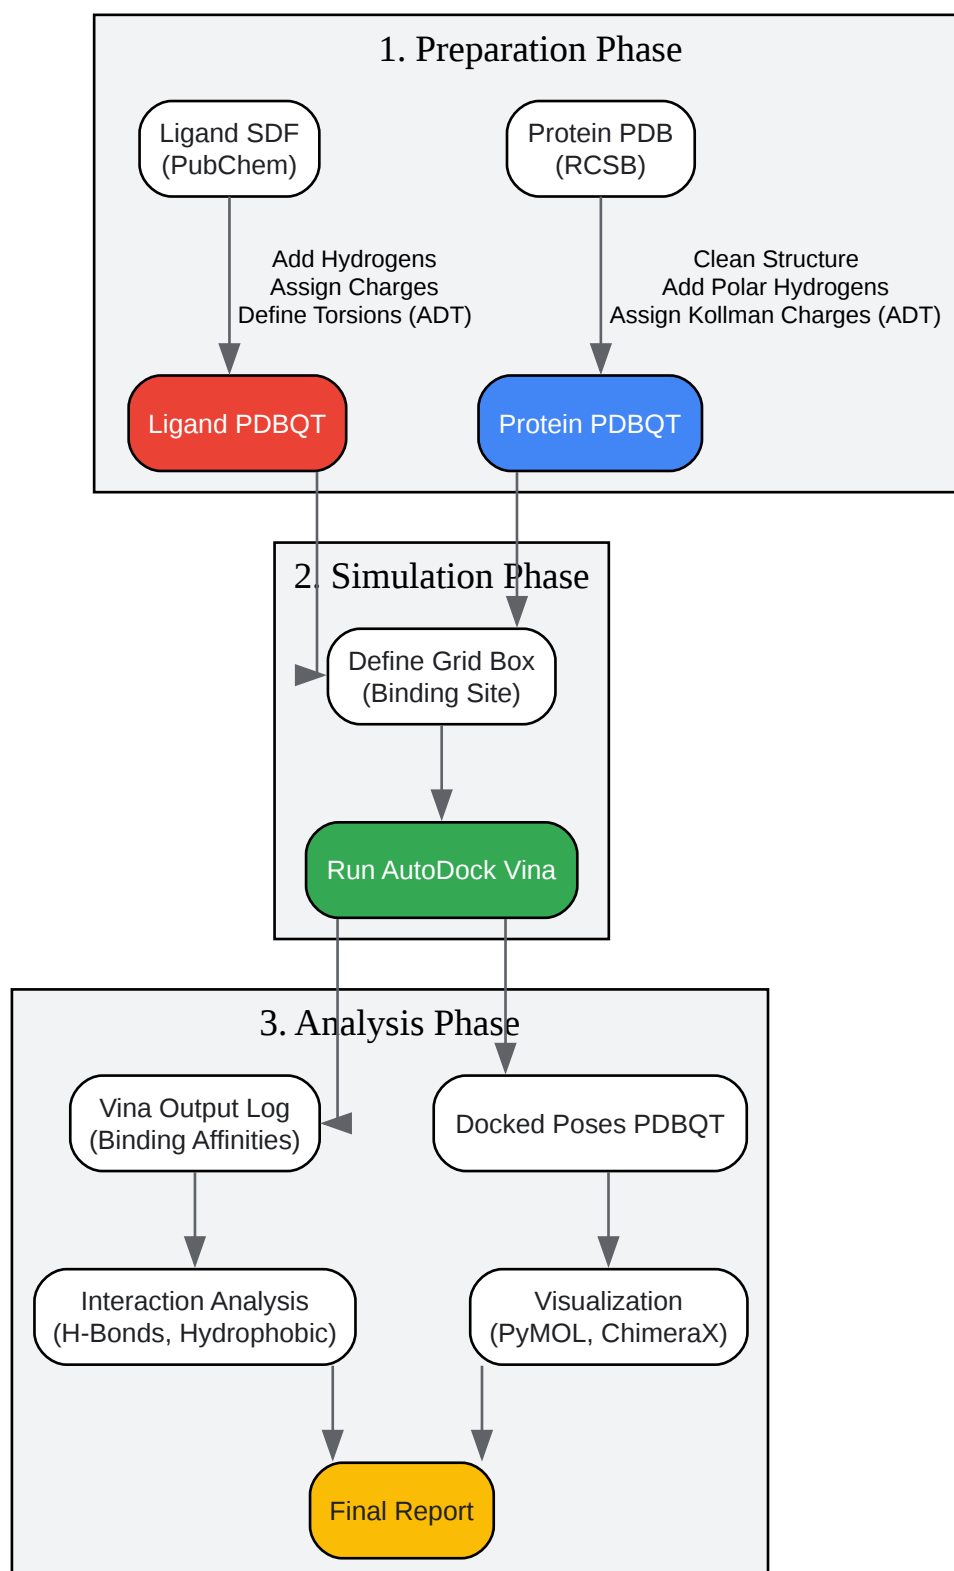 1. Preparation Phase
Ligand SDF
(PubChem)
Protein PDB
(RCSB)
Add Hydrogens
Assign Charges
Define Torsions (ADT)
Clean Structure
Add Polar Hydrogens
Assign Kollman Charges (ADT)
Ligand PDBQT
Protein PDBQT
2. Simulation Phase
Define Grid Box
(Binding Site)
Run AutoDock Vina
3. Analysis Phase
Vina Output Log
(Binding Affinities)
Docked Poses PDBQT
Interaction Analysis
(H-Bonds, Hydrophobic)
Visualization
(PyMOL, ChimeraX)
Final Report